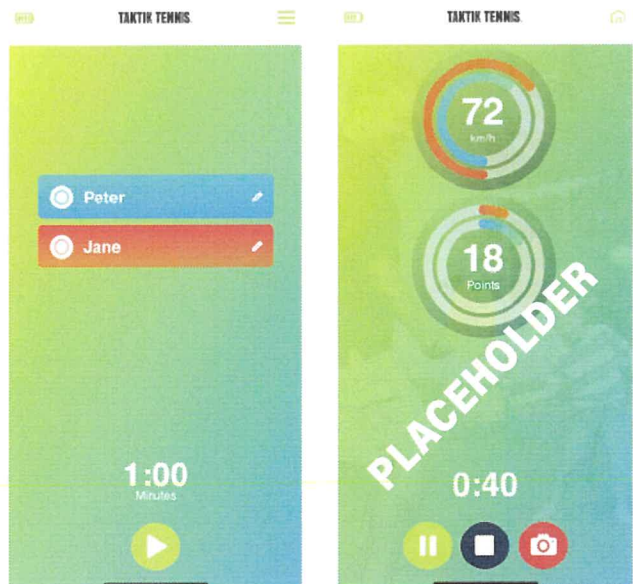 TAKTIK TENNIS.
Peter
Jane
1:00
Minutes
TAKTIK TENNIS.
72
km/h
18
Points
PLACEHOLDER
0:40